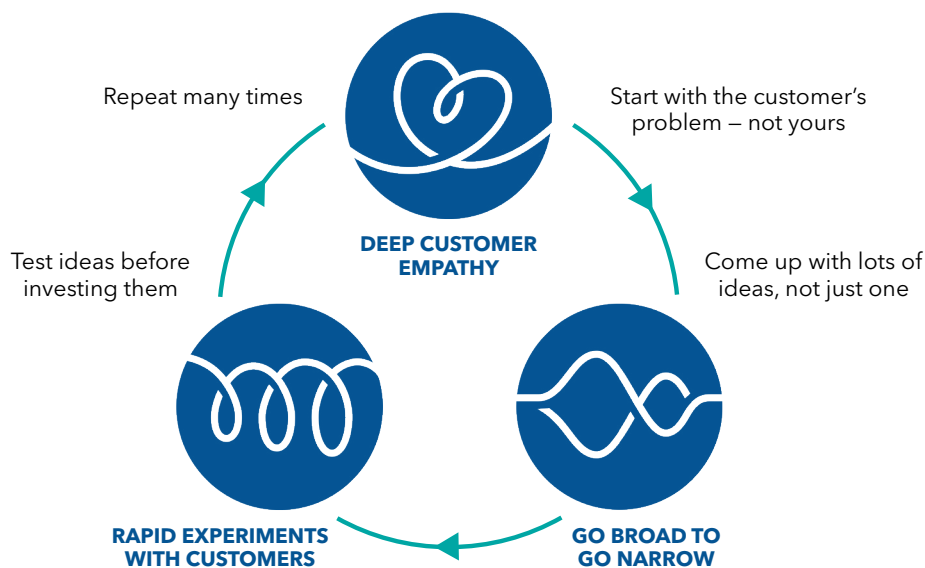 Repeat many times
Start with the customer’s
problem – not yours
DEEP CUSTOMER
EMPATHY
Test ideas before
investing them
Come up with lots of
ideas, not just one
RAPID EXPERIMENTS
WITH CUSTOMERS
GO BROAD TO
GO NARROW